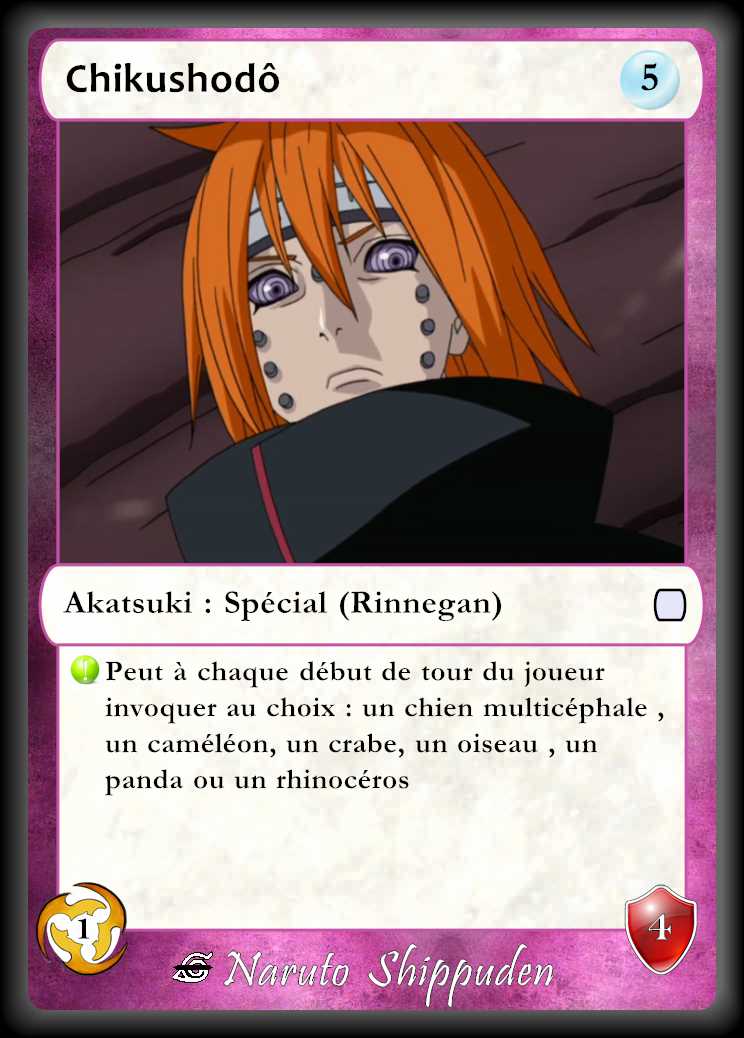 Chikushodô
5
Akatsuki : Spécial (Rinnegan)
Peut à chaque début de tour du joueur
invoquer au choix : un chien multicéphale ,
un caméléon, un crabe, un oiseau , un
panda ou un rhinocéros
1
4
Naruto Shippuden